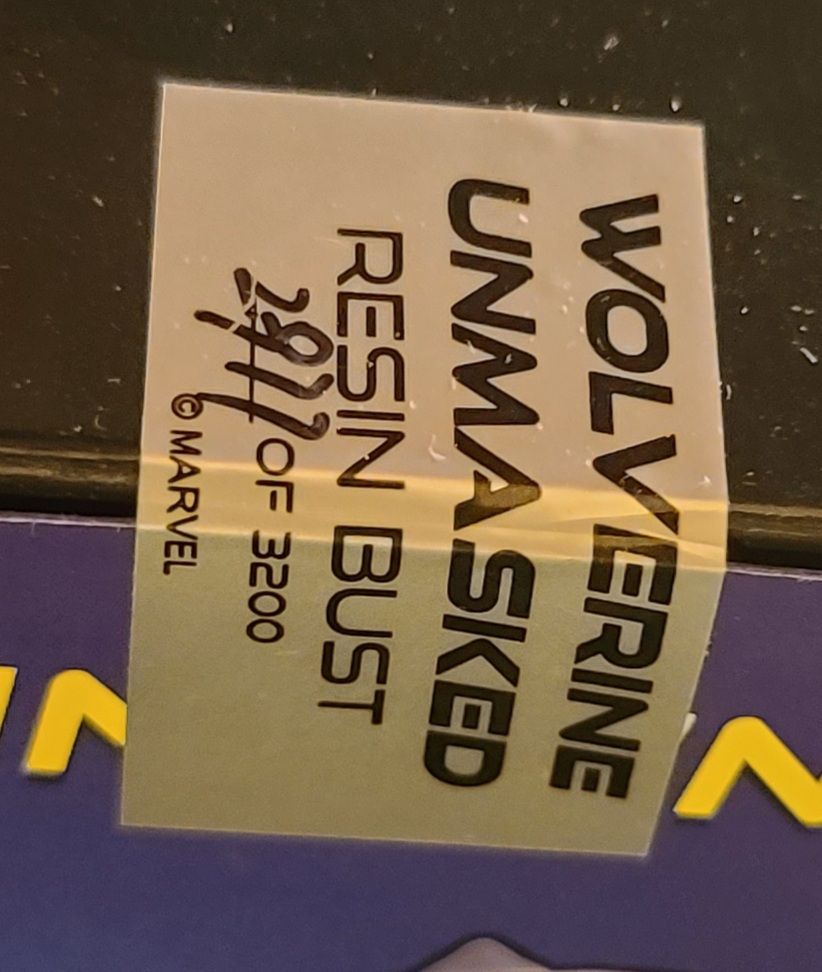 WOLVERINE
UNMASKED
RESIN BUST
OF 3200
© MARVEL